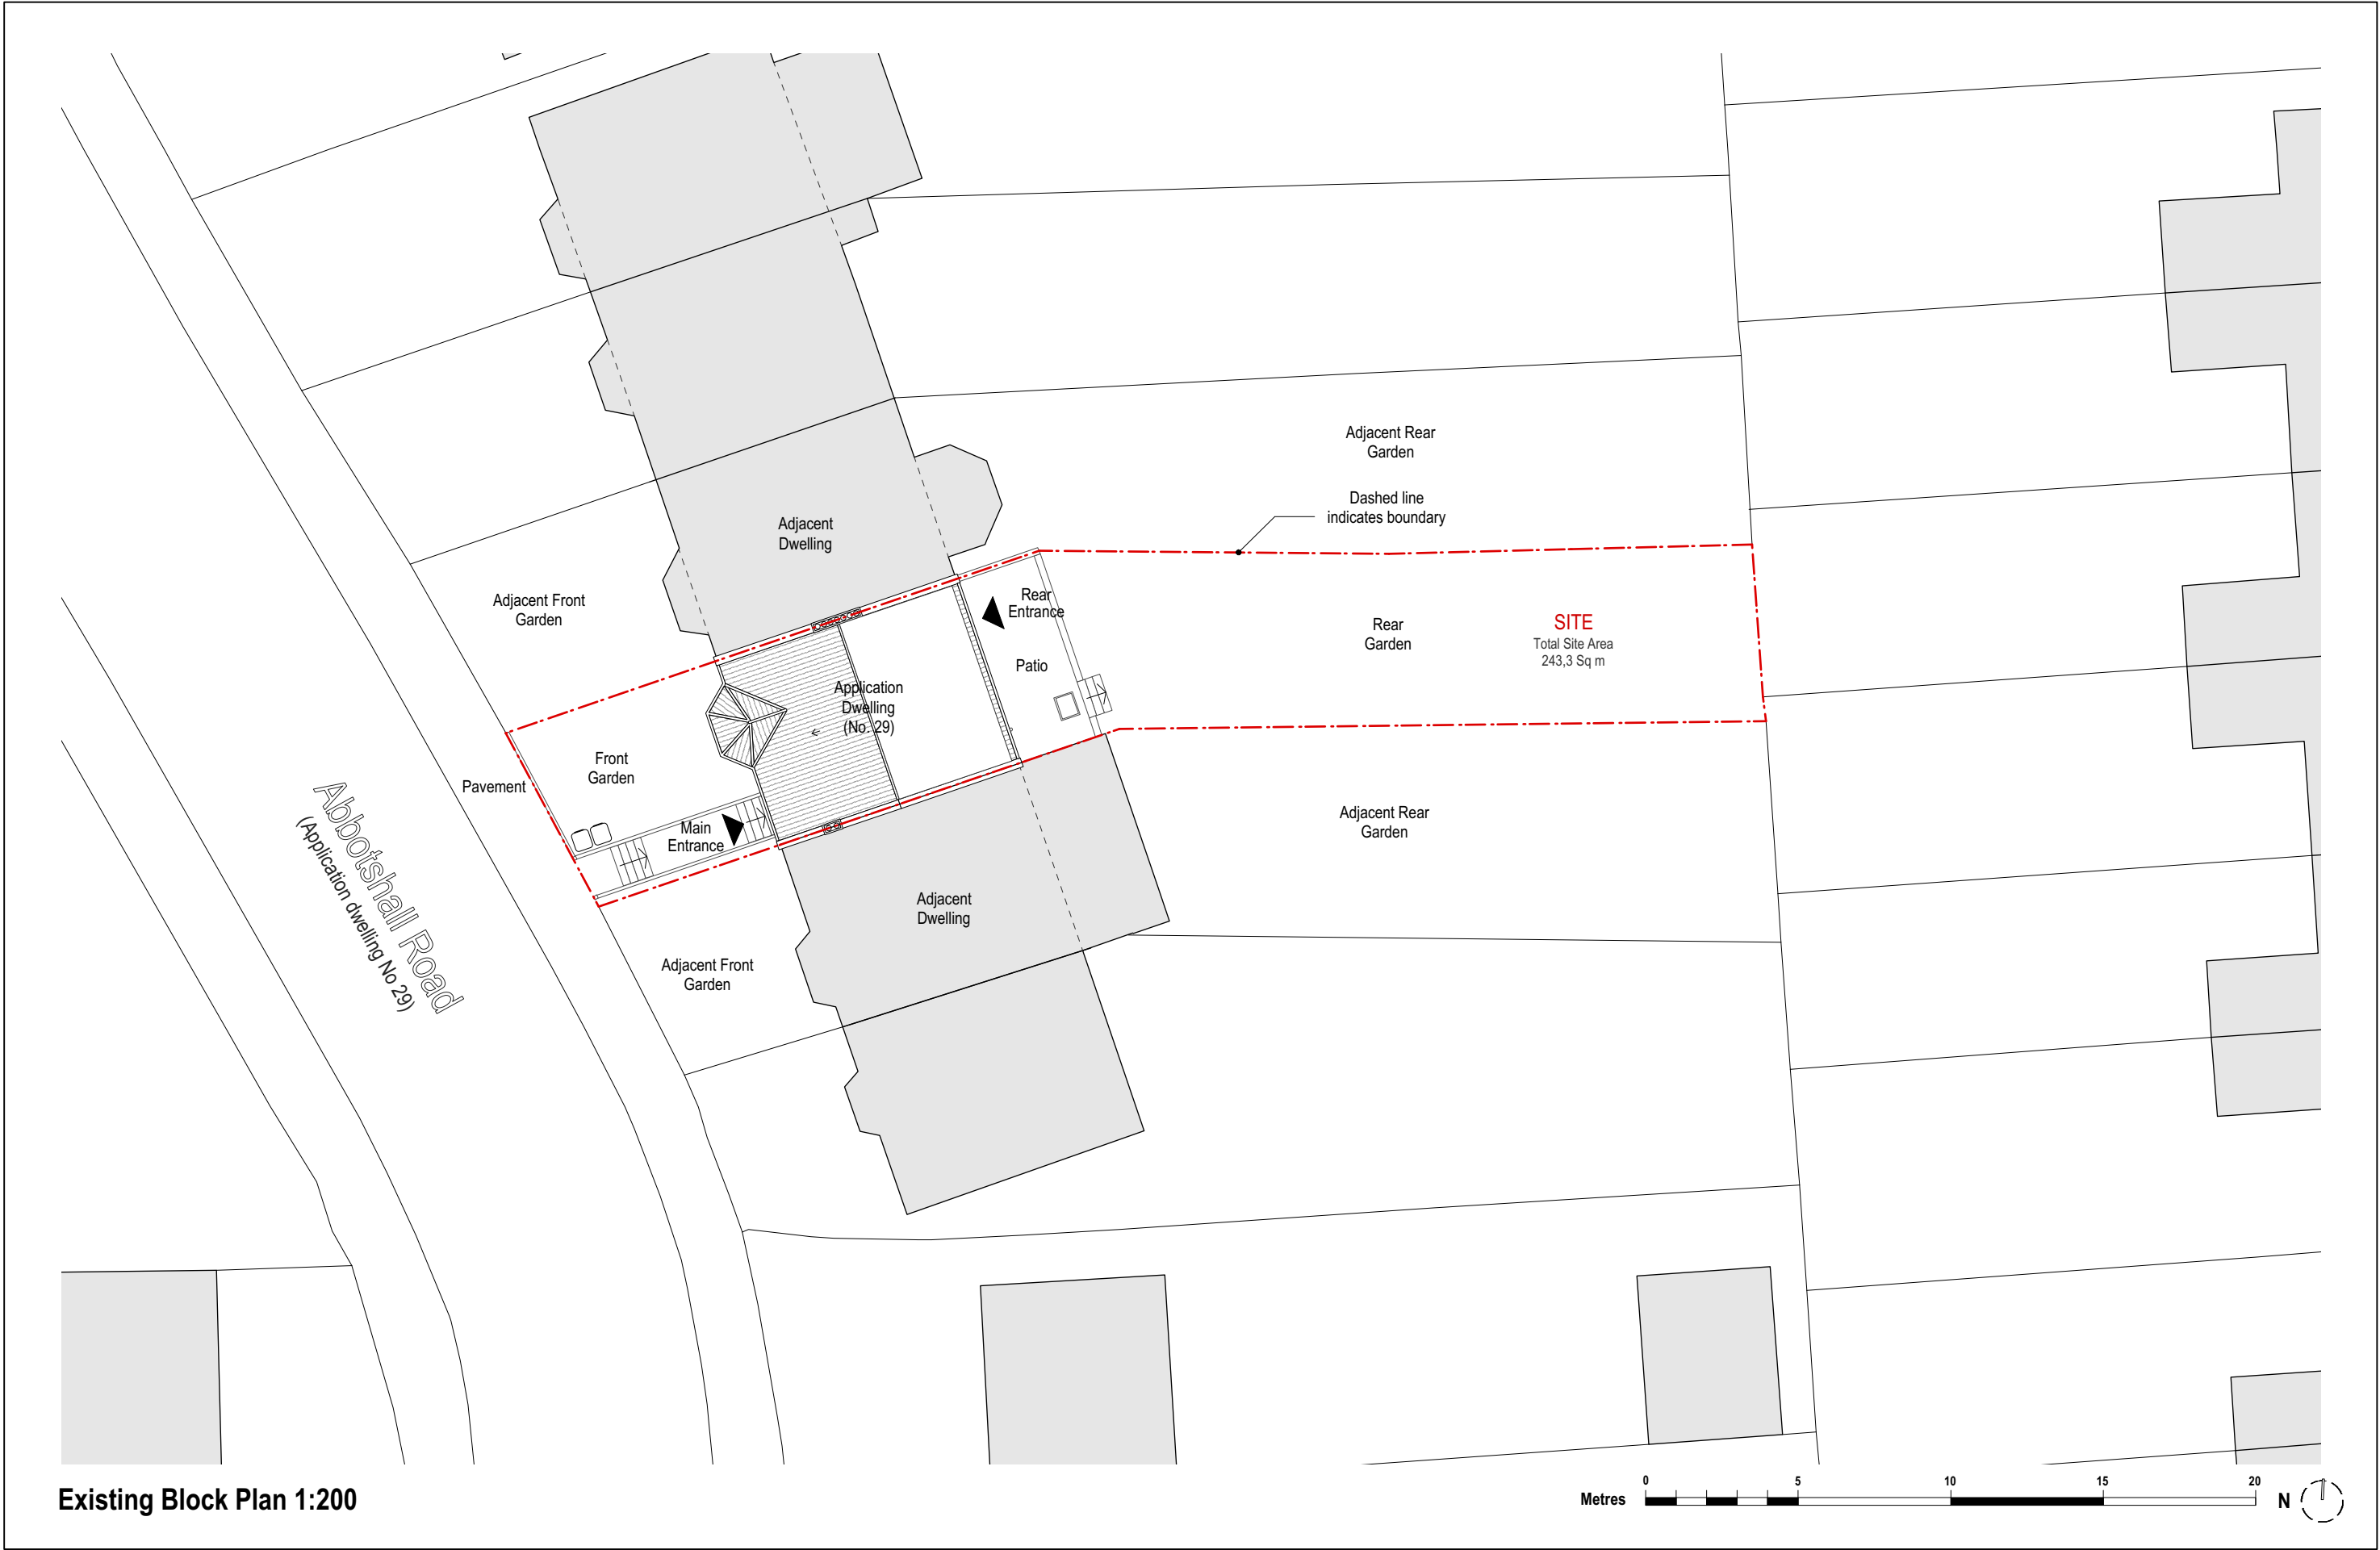 Adjacent Rear
Garden
Dashed line
indicates boundary
Adjacent
Dwelling
Adjacent Front
Garden
Rear
Entrance
Rear
Garden
SITE
Total Site Area
243,3 Sq m
Patio
Application
Dwelling
(No. 29)
Front
Garden
Pavement
Main
Entrance
Abbotshall Road
(Application dwelling No 29)
Adjacent Rear
Garden
Adjacent
Dwelling
Adjacent Front
Garden
Existing Block Plan 1:200
Metres
0 5 10 15 20
N